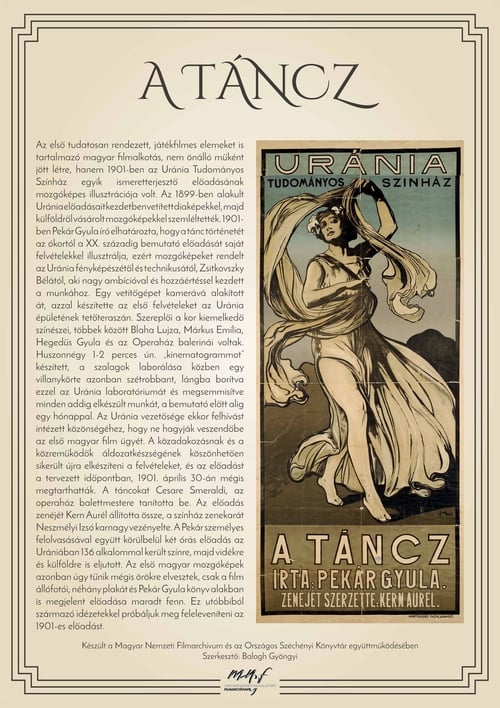 A TÁNCZ
Az első tudatosan rendezett, játékfilmes elemeket is
tartalmazó magyar filmalkotás, nem önálló műként
jött létre, hanem 1901-ben az Uránia Tudományos
Színház egyik ismeretterjesztő előadásának
mozgóképes illusztrációja volt. Az 1899-ben alakult
Uránia előadásait kezdetben vetített diaképekkel, majd
külföldről vásárolt mozgóképekkel szemléltették. 1901-
ben Pekár Gyula író elhatározta, hogy a tánc történetét
az ókortól a XX. századig bemutató előadását saját
felvételekkel illusztrálja, ezért mozgóképeket rendelt
az Uránia fényképészétől és technikusától, Zsitkovszky
Bélától, aki nagy ambícióval és hozzáértéssel kezdett
a munkához. Egy vetítőgépet kamerává alakított
át, azzal készítette az első felvételeket az Uránia
épületének tetőteraszán. Szereplői a kor kiemelkedő
színészei, többek között Blaha Lujza, Márkus Emília,
Hegedűs Gyula és az Operaház balerinái voltak.
Huszonnégy 1-2 perces ún. „kinematogrammot"
készített, a szalagok laborálása közben egy
villanykörte azonban szétrobbant, lángba borítva
ezzel az Uránia laboratóriumát és megsemmisítve
minden addig elkészült munkát, a bemutató előtt alig
egy hónappal. Az Uránia vezetősége ekkor felhívást
intézett közönségéhez, hogy ne hagyják veszendőbe
az első magyar film ügyét. A közadakozásnak és a
közreműködők áldozatkészségének köszönhetően
sikerült újra elkészíteni a felvételeket, és az előadást
a tervezett időpontban, 1901. április 30-án mégis
megtarthatták. A táncokat Cesare Smeraldi, az
operaház balettmestere tanította be. Az előadás
zenéjét Kern Aurél állította össze, a színház zenekarát
Neszmélyi Izsó karnagy vezényelte. A Pekár személyes
felolvasásával együtt körülbelül két órás előadás az
Urániában 136 alkalommal került színre, majd vidékre
és külföldre is eljutott. Az első magyar mozgóképek
azonban úgy tűnik mégis örökre elvesztek, csak a film
állófotói, néhány plakát és Pekár Gyula könyv alakban
is megjelent előadása maradt fenn. Ez utóbbiból
származó idézetekkel próbáljuk meg feleleveníteni az
1901-es előadást.
URÁNIA
TUDOMÁNYOS SZINHÁZ
A TÁNCZ
IRTA: PEKÁR GYULA.
ZENÉJÉT SZERZETTE: KERN AUREL.
Készült a Magyar Nemzeti Filmarchívum és az Országos Széchényi Könyvtár együttműködésében
Szerkesztő: Balogh Gyöngyi